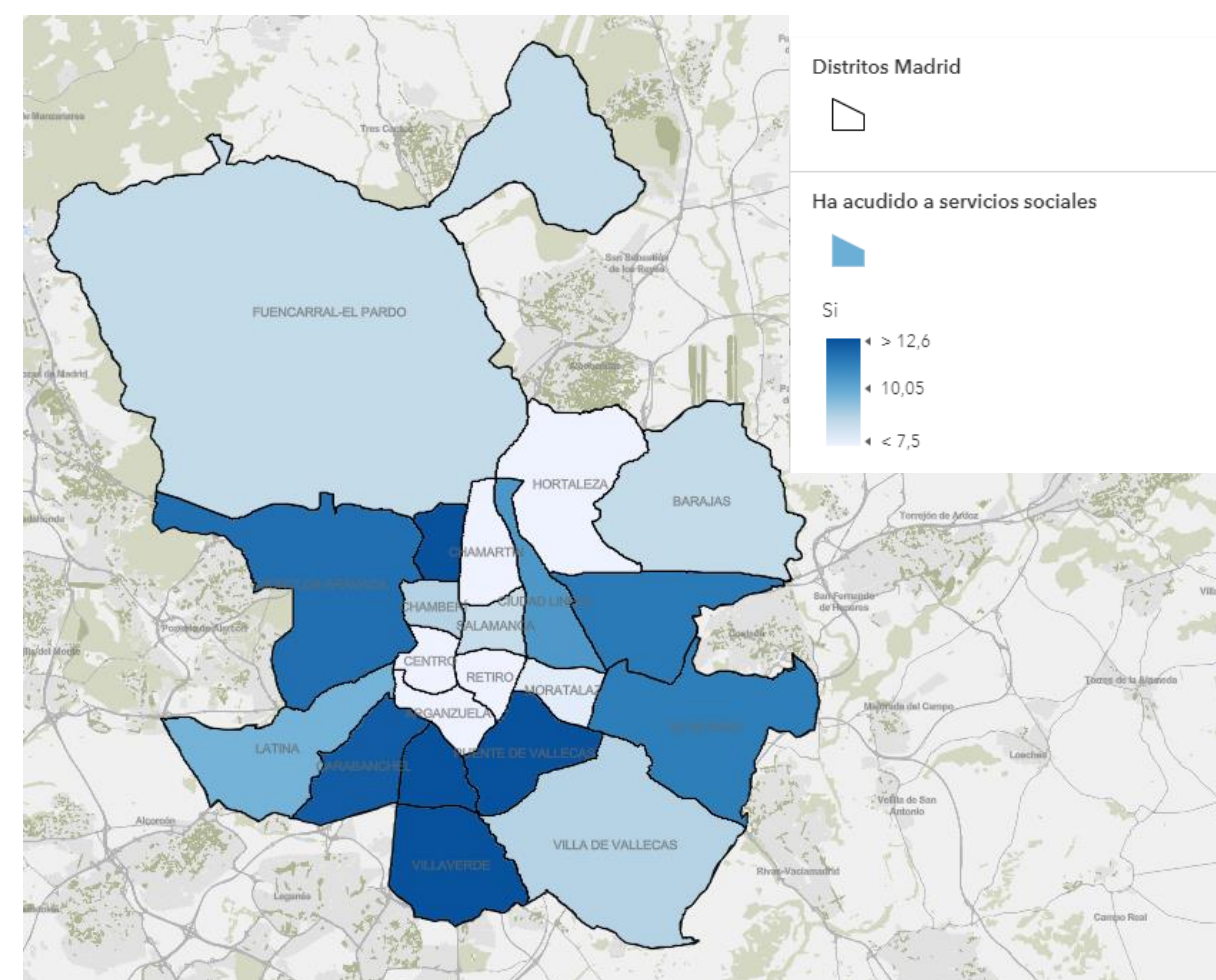 Distritos Madrid
Ha acudido a servicios sociales
Si
> 12,6
10,05
< 7,5
Tres Cantos
San Sebastián
de los Reyes
FUENCARRAL-EL PARDO
Alcobendas
HORTALEZA
BARAJAS
Torrejón de Ardoz
CHAMARTÍN
CHAMBERÍ
CIUDAD LINEAL
San Fernando
de Henares
Pozuelo de Alarcón
SALAMANCA
Coslada
CENTRO
RETIRO
MORATALAZ
Torres de la Alameda
ARGANZUELA
Mejorada del Campo
LATINA
PUENTE DE VALLECAS
Loeches
CARABANCHEL
Velilla de San
Antonio
Alcorcón
VILLA DE VALLECAS
VILLAVERDE
Rivas-Vaciamadrid
Leganés
Campo Real